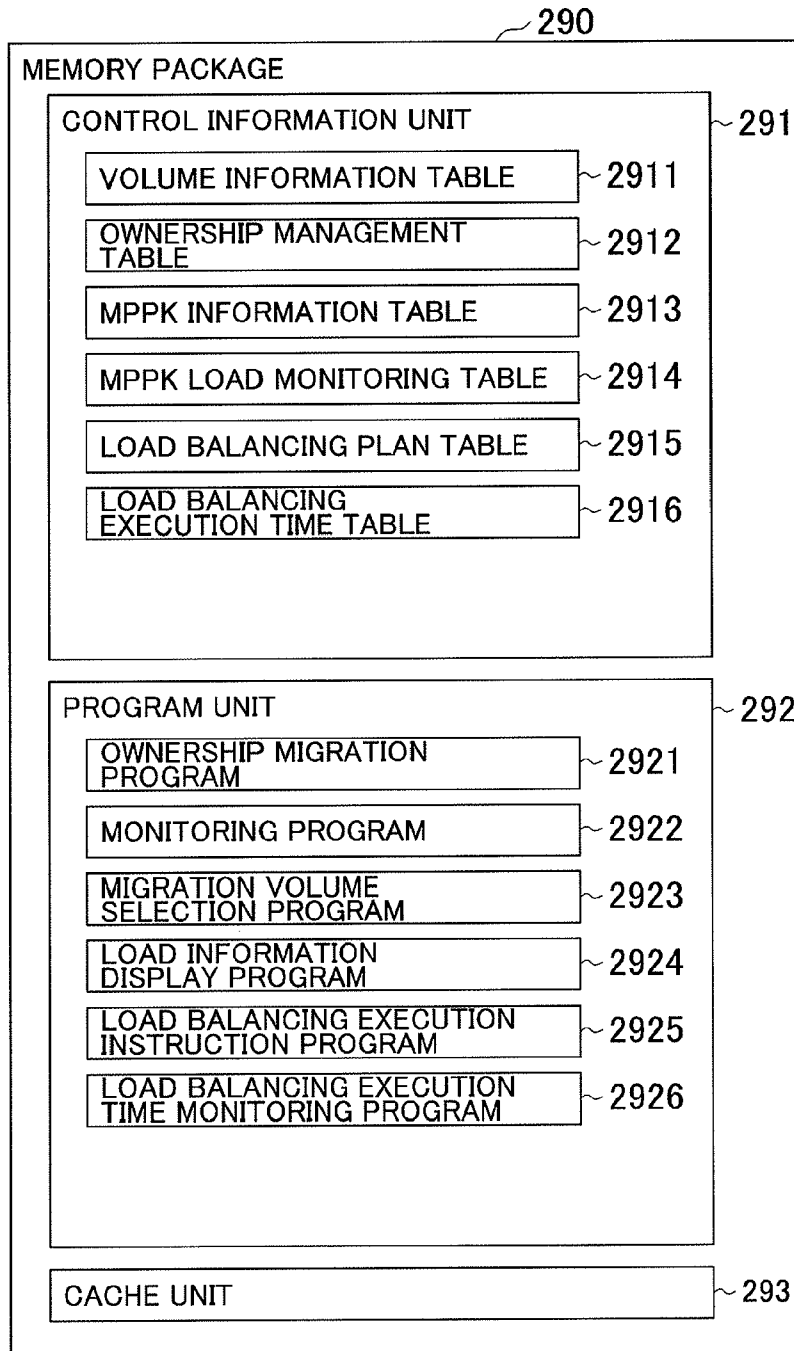 290
MEMORY PACKAGE
CONTROL INFORMATION UNIT
291
VOLUME INFORMATION TABLE
2911
OWNERSHIP MANAGEMENT
TABLE
2912
MPPK INFORMATION TABLE
2913
MPPK LOAD MONITORING TABLE
2914
LOAD BALANCING PLAN TABLE
2915
LOAD BALANCING
EXECUTION TIME TABLE
2916
PROGRAM UNIT
292
OWNERSHIP MIGRATION
PROGRAM
2921
MONITORING PROGRAM
2922
MIGRATION VOLUME
SELECTION PROGRAM
2923
LOAD INFORMATION
DISPLAY PROGRAM
2924
LOAD BALANCING EXECUTION
INSTRUCTION PROGRAM
2925
LOAD BALANCING EXECUTION
TIME MONITORING PROGRAM
2926
CACHE UNIT
293